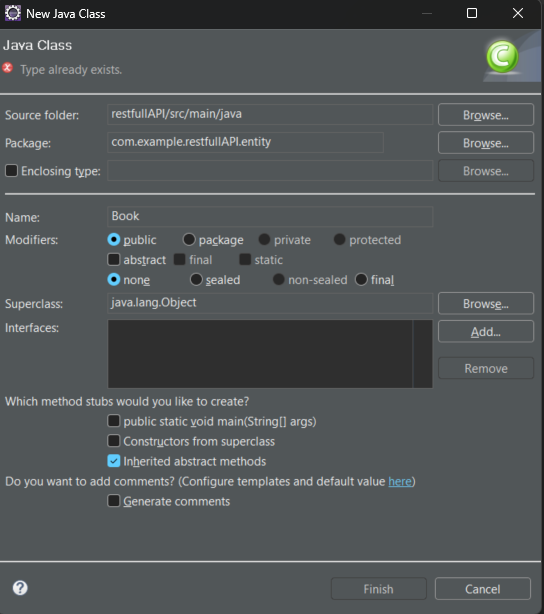 New Java Class
Java Class
Type already exists.
Source folder: restfullAPI/src/main/java Browse...
Package: com.example.restfullAPI.entity Browse...
Enclosing type: Browse...
Name: Book
Modifiers: public package private protected
abstract final static
none sealed non-sealed final
Superclass: java.lang.Object Browse...
Interfaces: Add...
Remove
Which method stubs would you like to create?
public static void main(String[] args)
Constructors from superclass
Inherited abstract methods
Do you want to add comments? (Configure templates and default value here)
Generate comments
? Finish Cancel